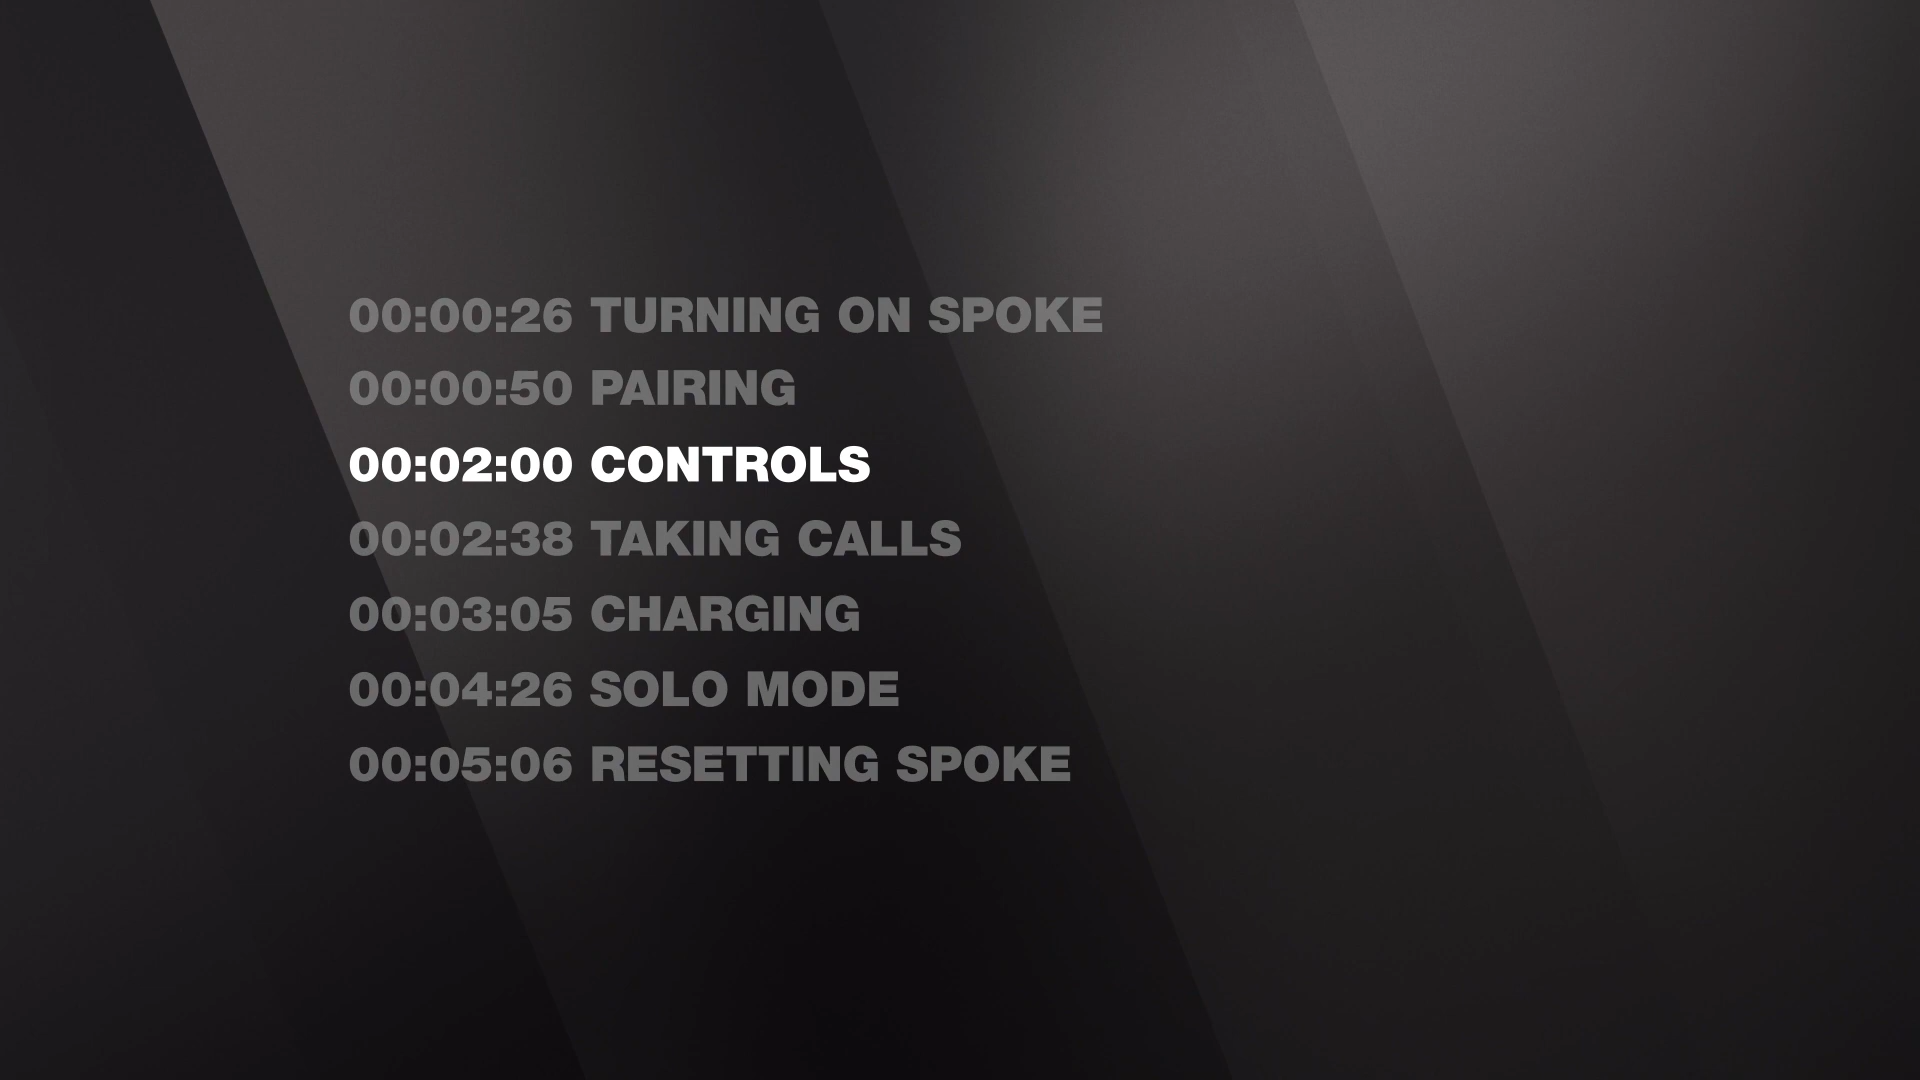 00:00:26 TURNING ON SPOKE
00:00:50 PAIRING
00:02:00 CONTROLS
00:02:38 TAKING CALLS
00:03:05 CHARGING
00:04:26 SOLO MODE
00:05:06 RESETTING SPOKE